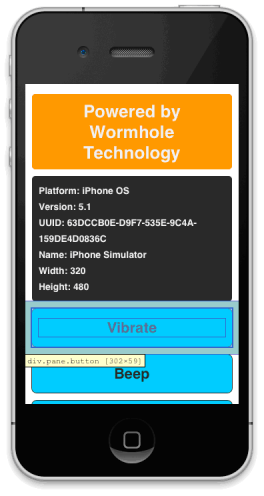 Powered by
Wormhole
Technology
Platform: iPhone OS
Version: 5.1
UUID: 63DCCB0E-D9F7-535E-9C4A-
159DE4D0836C
Name: iPhone Simulator
Width: 320
Height: 480
Vibrate
div.pane.button [302×59]
Beep